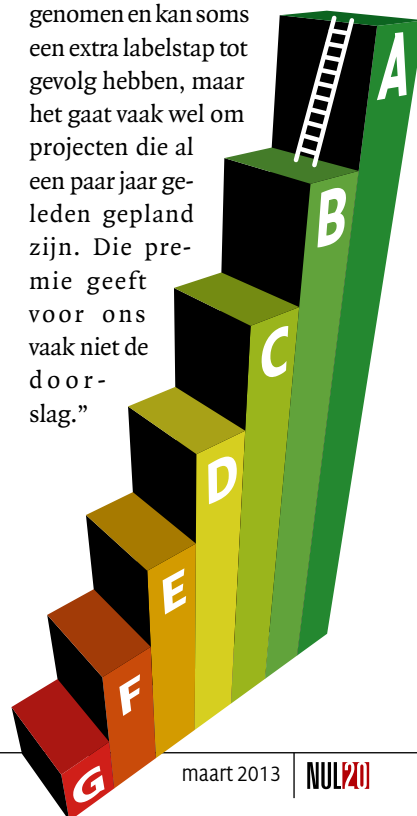 genomen en kan soms
een extra labelstap tot
gevolg hebben, maar
het gaat vaak wel om
projecten die al
een paar jaar ge-
leden gepland
zijn. Die pre-
mie geeft
voor ons
vaak niet de
door-
slag.”
A
B
C
D
E
F
G
maart 2013 NUL20